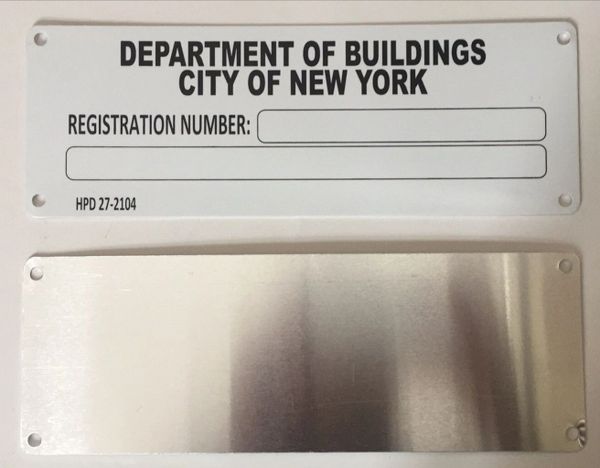 DEPARTMENT OF BUILDINGS
CITY OF NEW YORK
REGISTRATION NUMBER:
HPD 27-2104